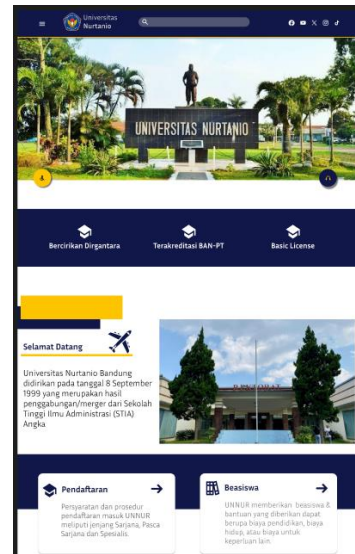 Universitas
Nurtanio
UNIVERSITAS NURTANIO
Bercirikan Dirgantara
Terakreditasi BAN-PT
Basic License
Selamat Datang
Universitas Nurtanio Bandung
didirikan pada tanggal 8 September
1999 yang merupakan hasil
penggabungan/merger dari Sekolah
Tinggi Ilmu Administrasi (STIA)
Angka
REKTORAT
Pendaftaran
Persyaratan dan prosedur
pendaftaran masuk UNNUR
meliputi jenjang Sarjana, Pasca
Sarjana dan Spesialis.
Beasiswa
UNNUR memberikan beasiswa &
bantuan yang diberikan dapat
berupa biaya pendidikan, biaya
hidup, atau biaya untuk
keperluan lain.